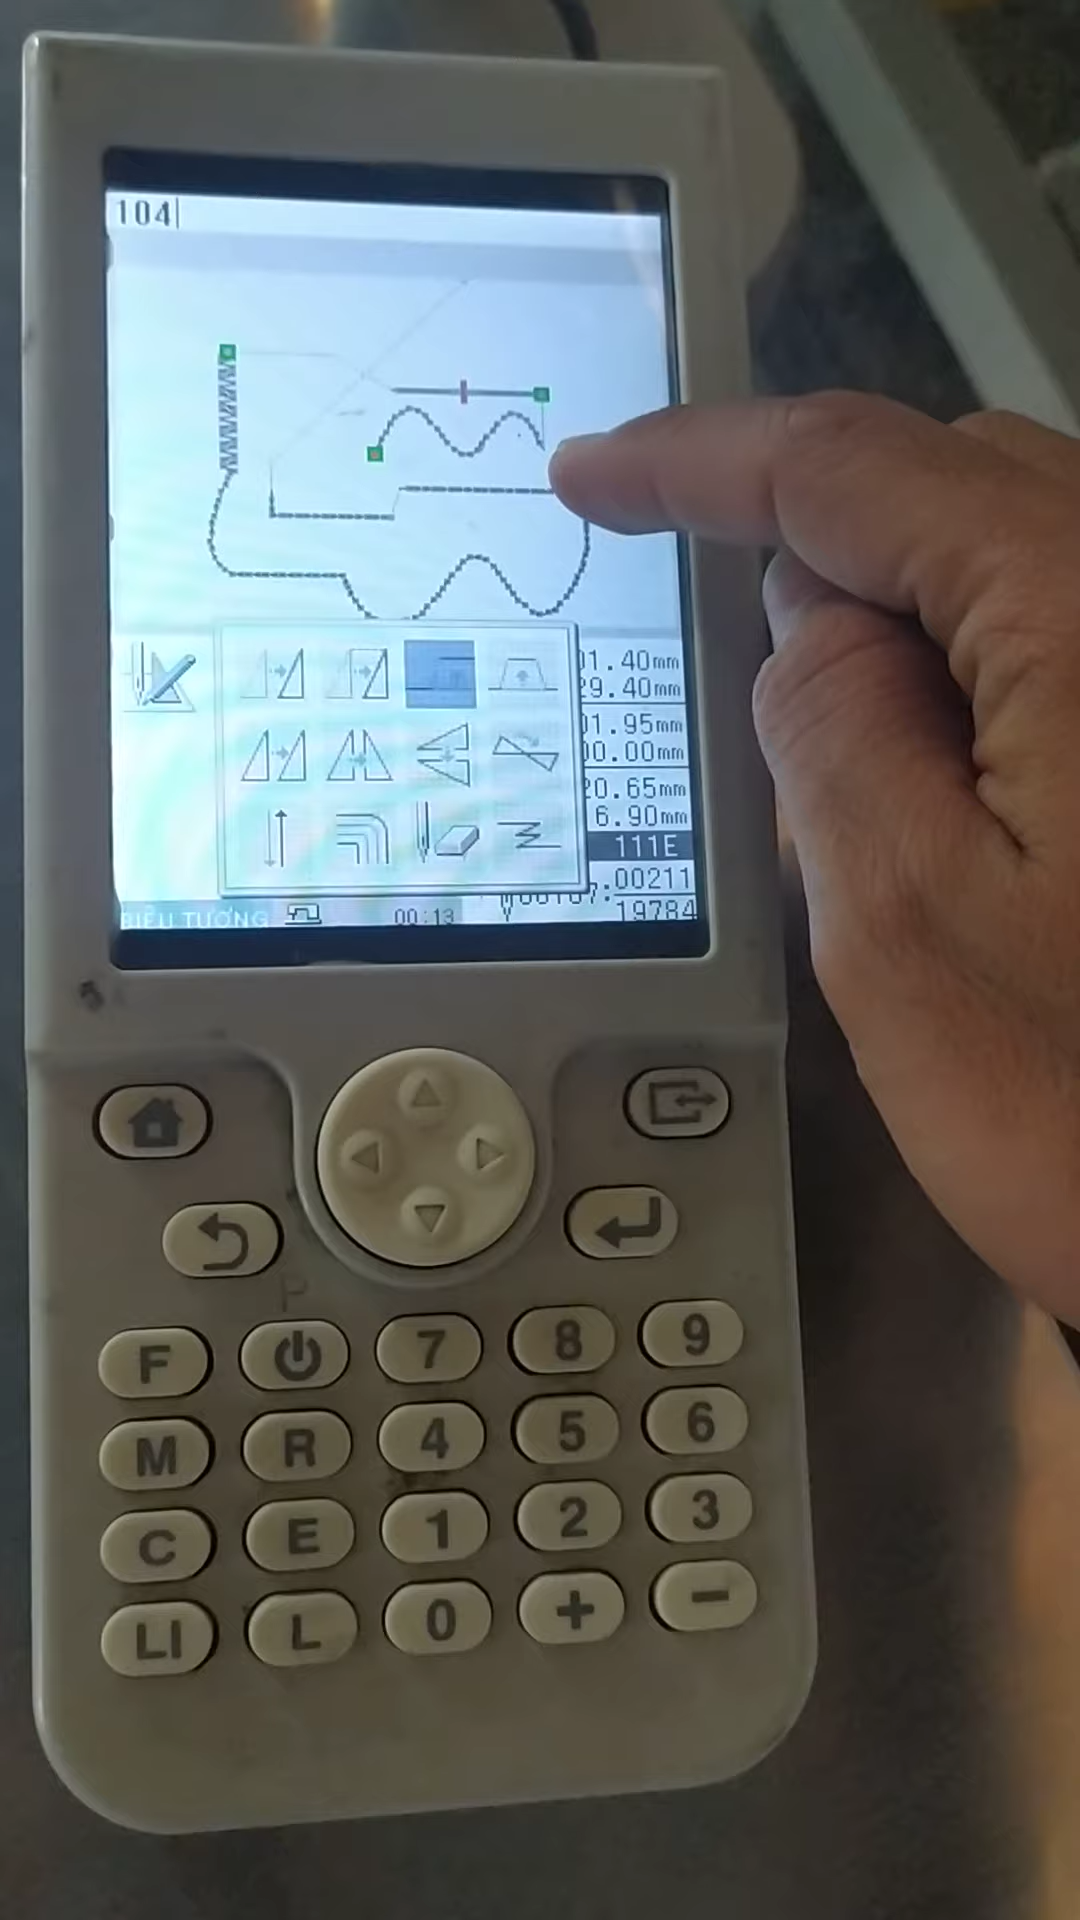 104
01.40mm
29.40mm
01.95mm
00.00mm
20.65mm
6.90mm
111E
00211
BIỂU TƯỢNG
00:13
19784
F
7
8
9
M
R
4
5
6
C
E
1
2
3
LI
L
0
+
−